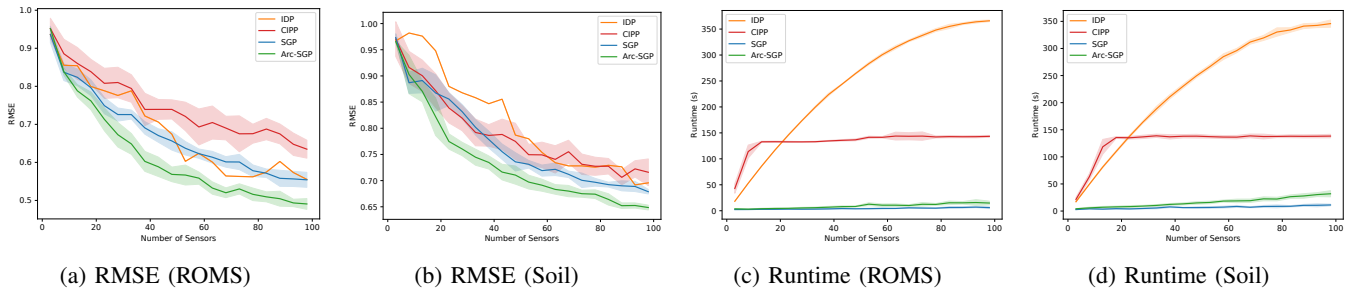 1.0
0.9
0.8
0.7
0.6
0.5
RMSE
0
20
40
60
80
100
Number of Sensors
IDP
CIPP
SGP
Arc-SGP
(a) RMSE (ROMS)
1.00
0.95
0.90
0.85
0.80
0.75
0.70
0.65
RMSE
0
20
40
60
80
100
Number of Sensors
IDP
CIPP
SGP
Arc-SGP
(b) RMSE (Soil)
350
300
250
200
150
100
50
0
Runtime (s)
0
20
40
60
80
100
Number of Sensors
IDP
CIPP
SGP
Arc-SGP
(c) Runtime (ROMS)
350
300
250
200
150
100
50
0
Runtime (s)
0
20
40
60
80
100
Number of Sensors
IDP
CIPP
SGP
Arc-SGP
(d) Runtime (Soil)